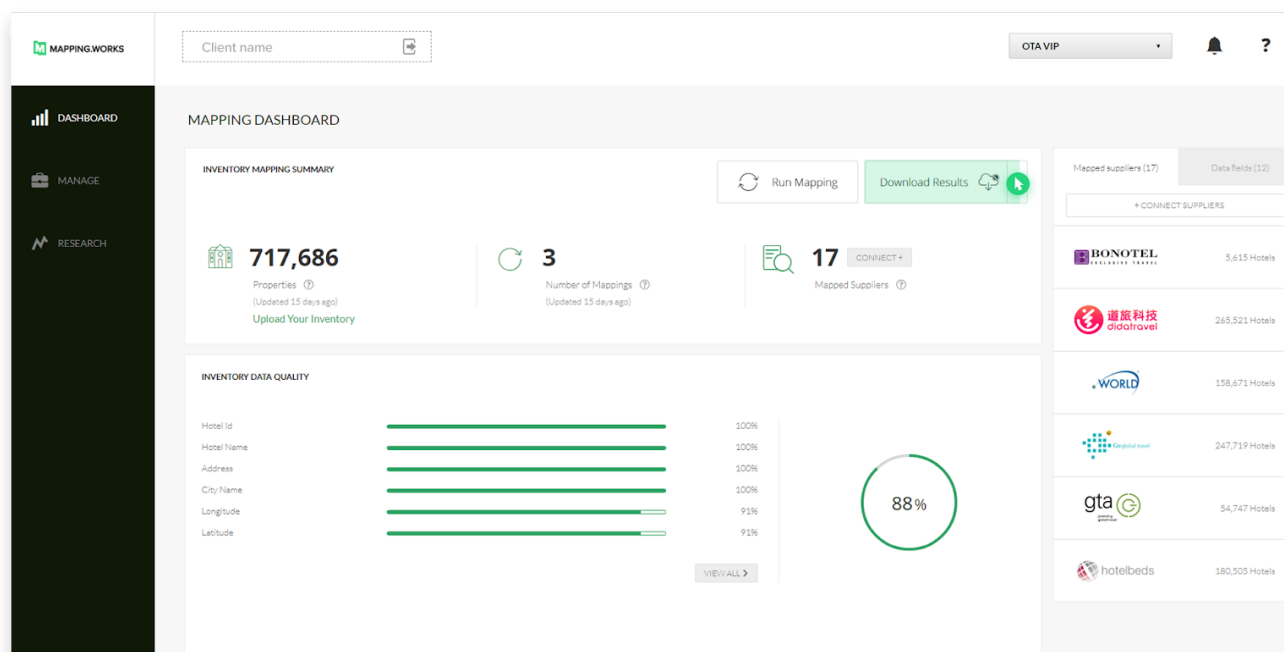 MAPPING.WORKS
Client name
OTA VIP
?
DASHBOARD
MANAGE
RESEARCH
MAPPING DASHBOARD
INVENTORY MAPPING SUMMARY
Run Mapping
Download Results
717,686
Properties ?
(Updated 15 days ago)
Upload Your Inventory
3
Number of Mappings ?
(Updated 15 days ago)
17 CONNECT +
Mapped Suppliers ?
INVENTORY DATA QUALITY
Hotel Id 100%
Hotel Name 100%
Address 100%
City Name 100%
Longitude 91%
Latitude 91%
VIEW ALL >
88%
Mapped suppliers (17)
Data fields (12)
+ CONNECT SUPPLIERS
BONOTEL
EXCLUSIVE TRAVEL
5,615 Hotels
道旅科技
didatravel
265,521 Hotels
.WORLD
158,671 Hotels
Go global travel
247,719 Hotels
gta
54,747 Hotels
hotelbeds
180,505 Hotels